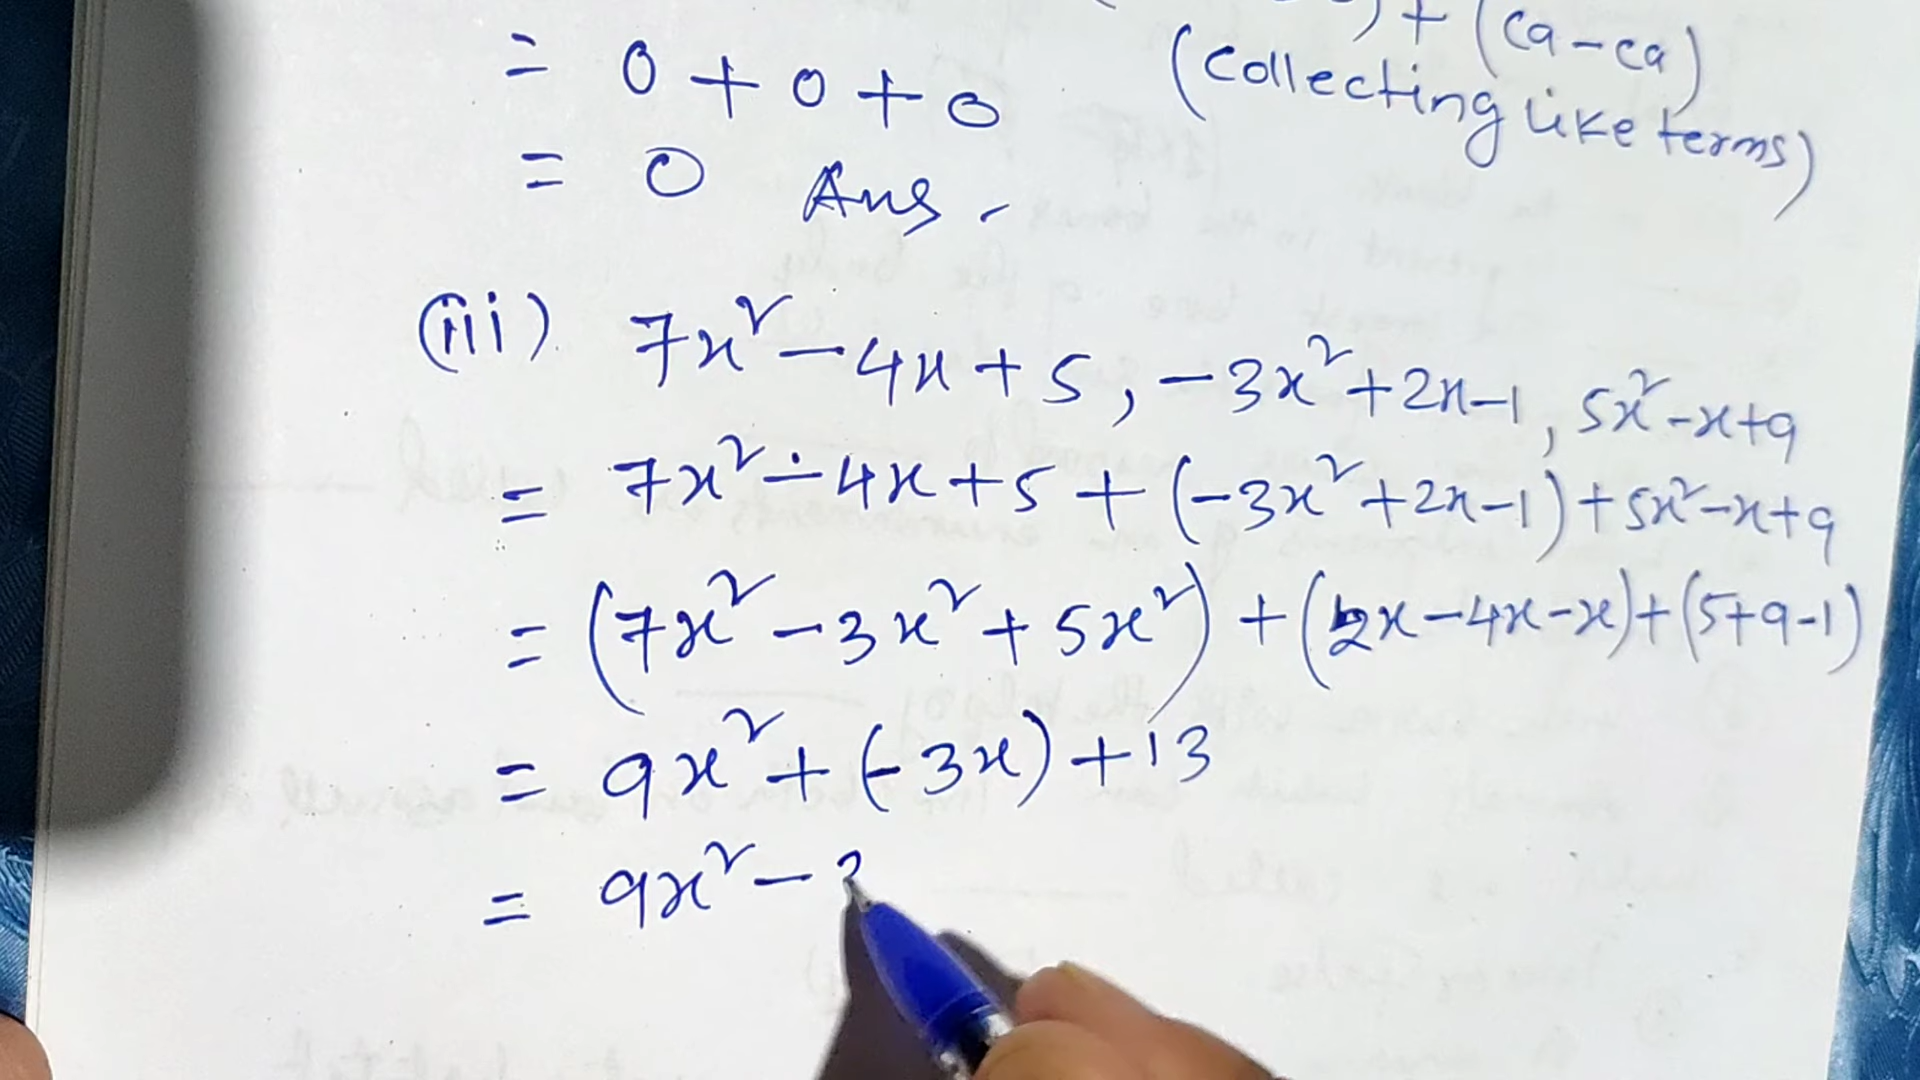 ) + (ca-ca)
= 0 + 0 + 0 (Collecting like terms)
= 0 Ans.
(iii) 7x² - 4x + 5, -3x² + 2x - 1, 5x² - x + 9
= 7x² - 4x + 5 + (-3x² + 2x - 1) + 5x² - x + 9
= (7x² - 3x² + 5x²) + (2x - 4x - x) + (5 + 9 - 1)
= 9x² + (-3x) + 13
= 9x² - 3